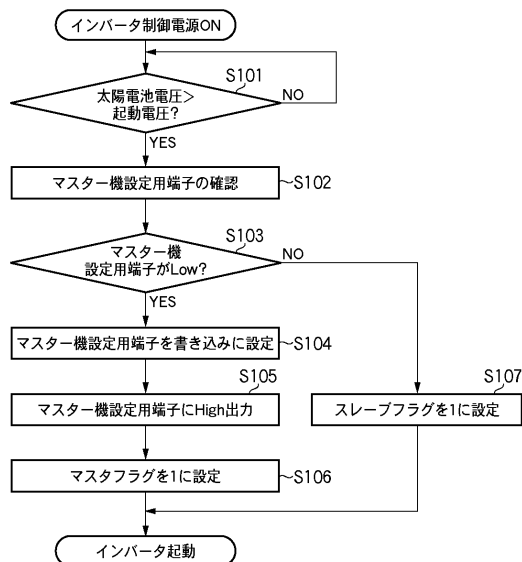 インバータ制御電源ON
S101
太陽電池電圧>
起動電圧?
NO
YES
マスター機設定用端子の確認
S102
S103
マスター機
設定用端子がLow?
NO
YES
マスター機設定用端子を書き込みに設定
S104
S105
マスター機設定用端子にHigh出力
S107
スレーブフラグを1に設定
マスタフラグを1に設定
S106
インバータ起動